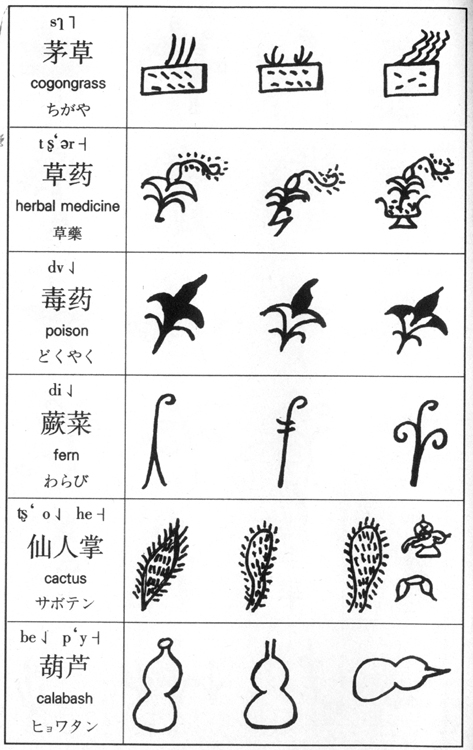 sɿ ˥
茅草
cogongrass
ちがや
tʂʻər ˧
草药
herbal medicine
草薬
dv ˩
毒药
poison
どくやく
di ˩
蕨菜
fern
わらび
tʂʻo ˩ he ˧
仙人掌
cactus
サボテン
be ˩ pʻy ˧
葫芦
calabash
ヒョウタン